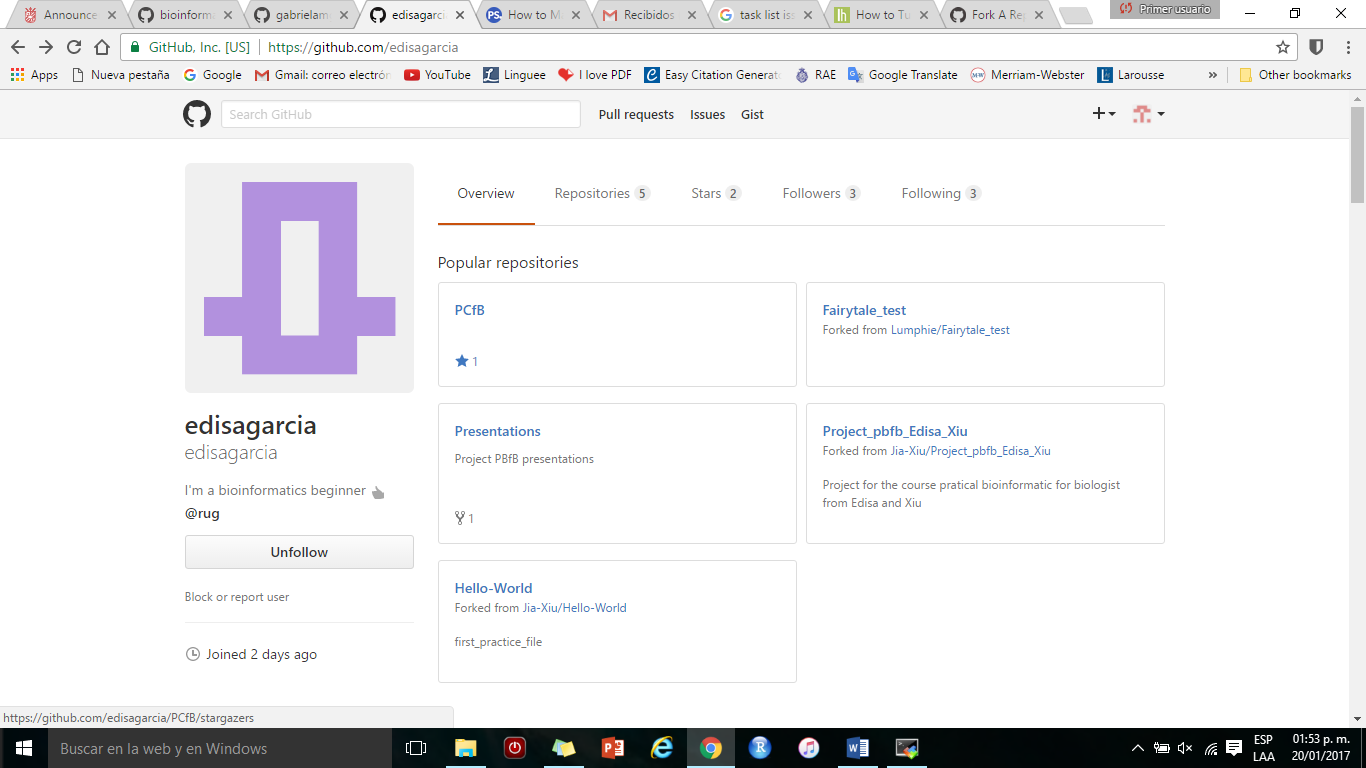 Announce
bioinform
gabrielam
edisagarci
How to M
Recibidos
task list iss
How to Tu
Fork A Re
Primer usuario
GitHub, Inc. [US]
https://github.com/edisagarcia
Apps
Nueva pestaña
Google
Gmail: correo electró
YouTube
Linguee
I love PDF
Easy Citation Generat
RAE
Google Translate
Merriam-Webster
Larousse
»
Other bookmarks
Search GitHub
Pull requests
Issues
Gist
Overview
Repositories 5
Stars 2
Followers 3
Following 3
Popular repositories
PCfB
1
Fairytale_test
Forked from Lumphie/Fairytale_test
Presentations
Project PBfB presentations
1
Project_pbfb_Edisa_Xiu
Forked from Jia-Xiu/Project_pbfb_Edisa_Xiu
Project for the course pratical bioinformatic for biologist
from Edisa and Xiu
Hello-World
Forked from Jia-Xiu/Hello-World
first_practice_file
edisagarcia
edisagarcia
I'm a bioinformatics beginner
@rug
Unfollow
Block or report user
Joined 2 days ago
https://github.com/edisagarcia/PCfB/stargazers
Buscar en la web y en Windows
ESP
LAA
01:53 p. m.
20/01/2017